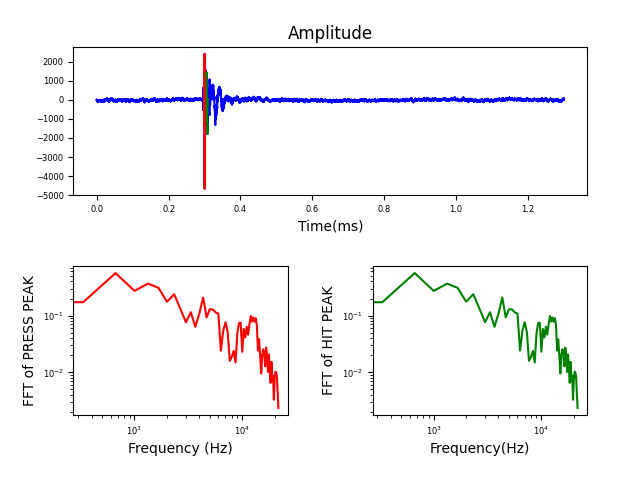 Amplitude
2000
1000
0
−1000
−2000
−3000
−4000
−5000
0.0 0.2 0.4 0.6 0.8 1.0 1.2
Time(ms)
FFT of PRESS PEAK
10⁻¹
10⁻²
10³ 10⁴
Frequency (Hz)
FFT of HIT PEAK
10⁻¹
10⁻²
10³ 10⁴
Frequency(Hz)